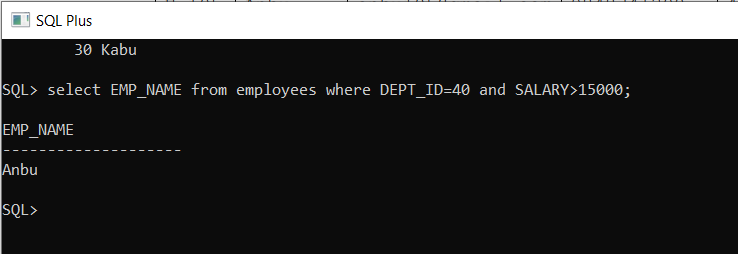 SQL Plus
30 Kabu
SQL> select EMP_NAME from employees where DEPT_ID=40 and SALARY>15000;
EMP_NAME
--------------------
Anbu
SQL>